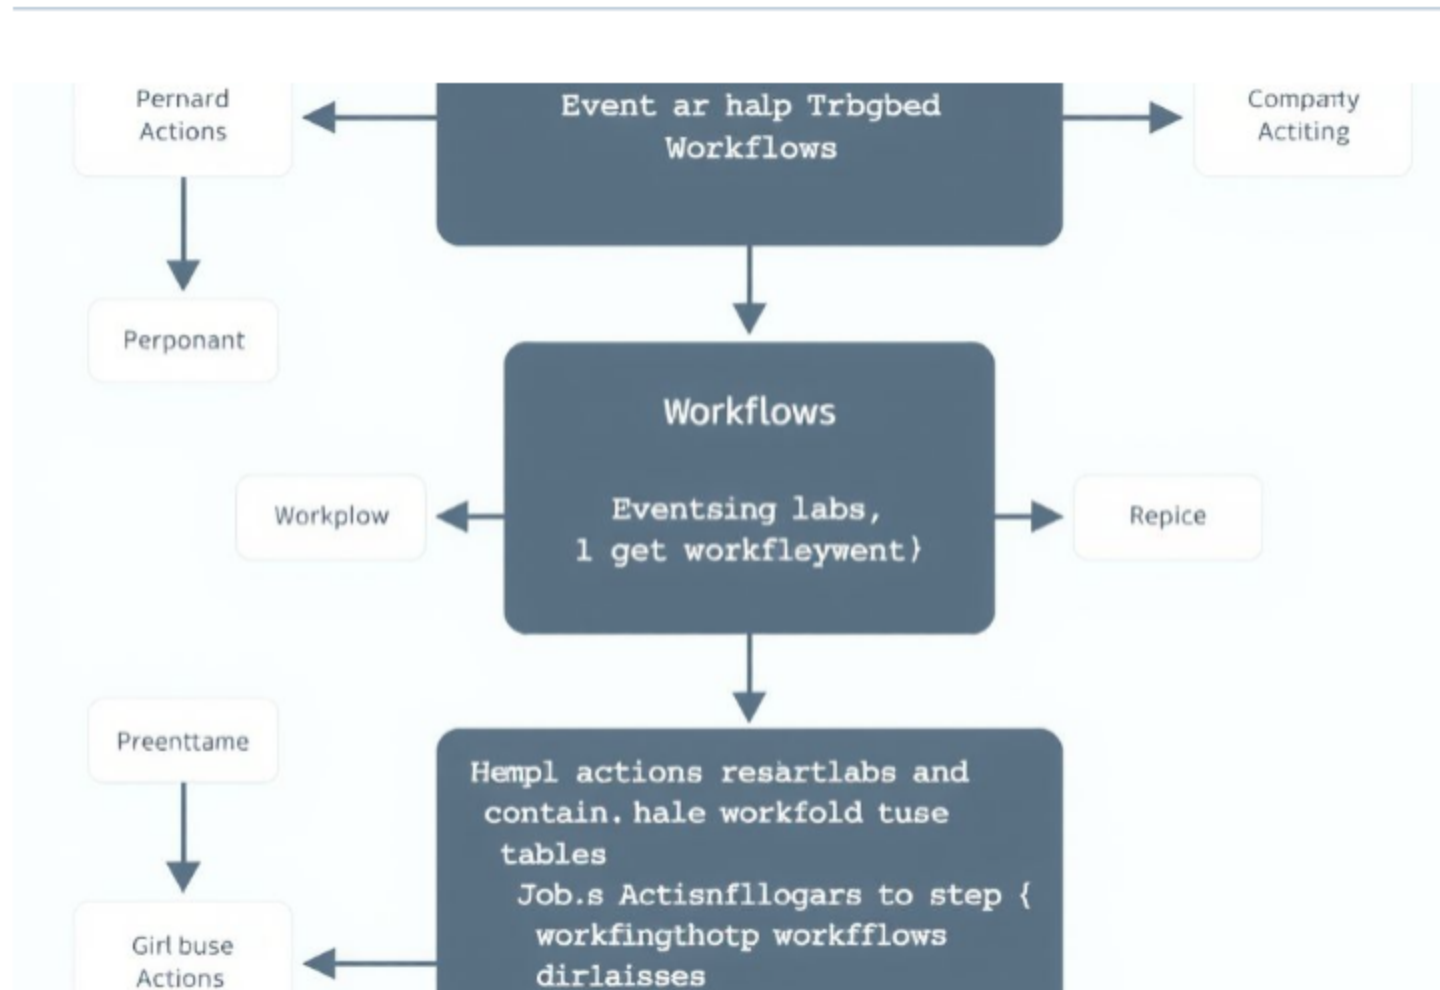 Pernard
Actions
Event ar halp Trbgbed
Workflows
Company
Actiting
Perponant
Workflows
Eventsing labs,
1 get workfleywent}
Workplow
Repice
Preenttame
Hempl actions resartlabs and
contain. hale workfold tuse
tables
Job.s Actisnfllogars to step {
workfingthotp workfflows
dirlaisses
Girl buse
Actions